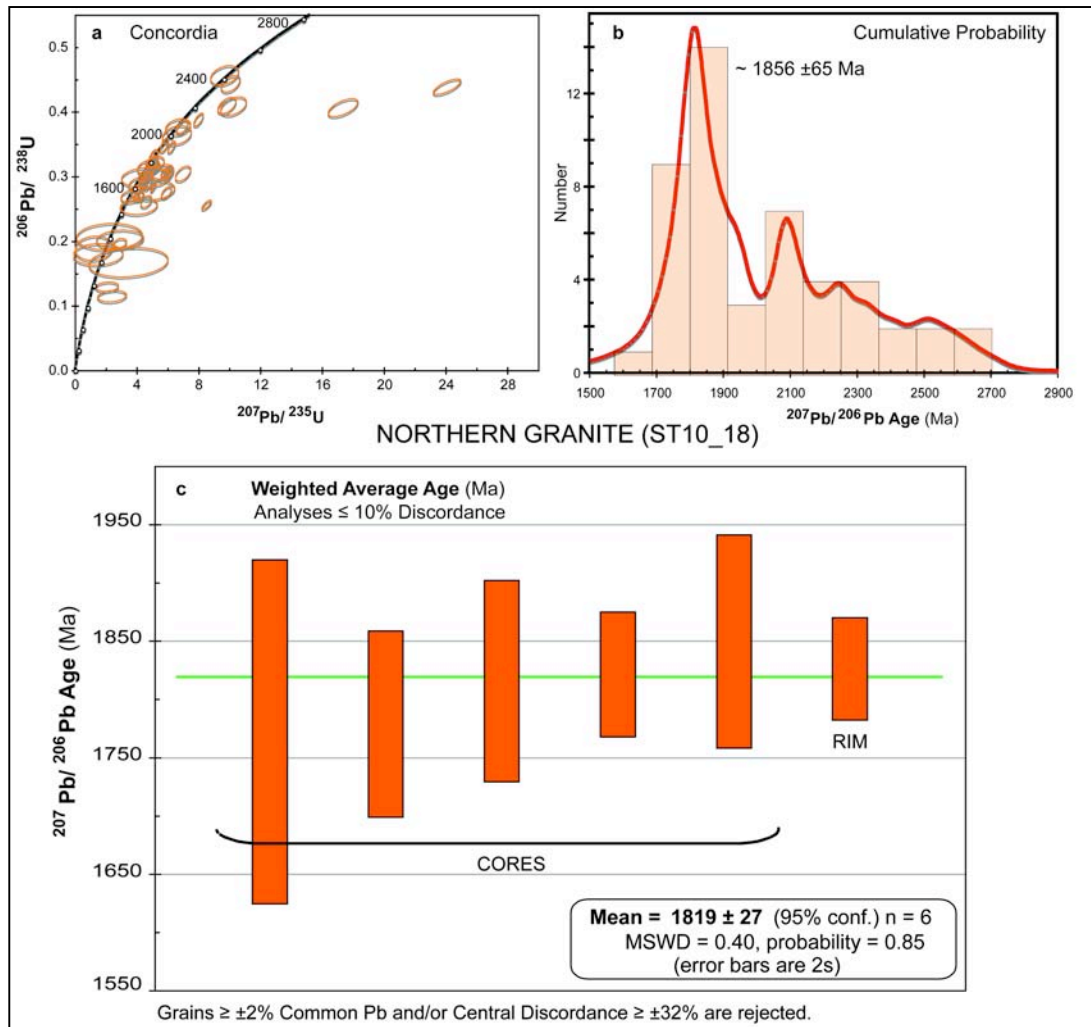 a Concordia
0.5
0.4
0.3
0.2
0.1
0.0
²⁰⁶Pb/ ²³⁸U
2800
2400
2000
1600
0 4 8 12 16 20 24 28
²⁰⁷Pb/ ²³⁵U
b Cumulative Probability
~ 1856 ±65 Ma
12
8
4
0
Number
1500 1700 1900 2100 2300 2500 2700 2900
²⁰⁷Pb/ ²⁰⁶Pb Age (Ma)
NORTHERN GRANITE (ST10_18)
c Weighted Average Age (Ma)
Analyses ≤ 10% Discordance
1950
1850
1750
1650
1550
²⁰⁷Pb/ ²⁰⁶Pb Age (Ma)
RIM
CORES
Mean = 1819 ± 27 (95% conf.) n = 6
MSWD = 0.40, probability = 0.85
(error bars are 2s)
Grains ≥ ±2% Common Pb and/or Central Discordance ≥ ±32% are rejected.